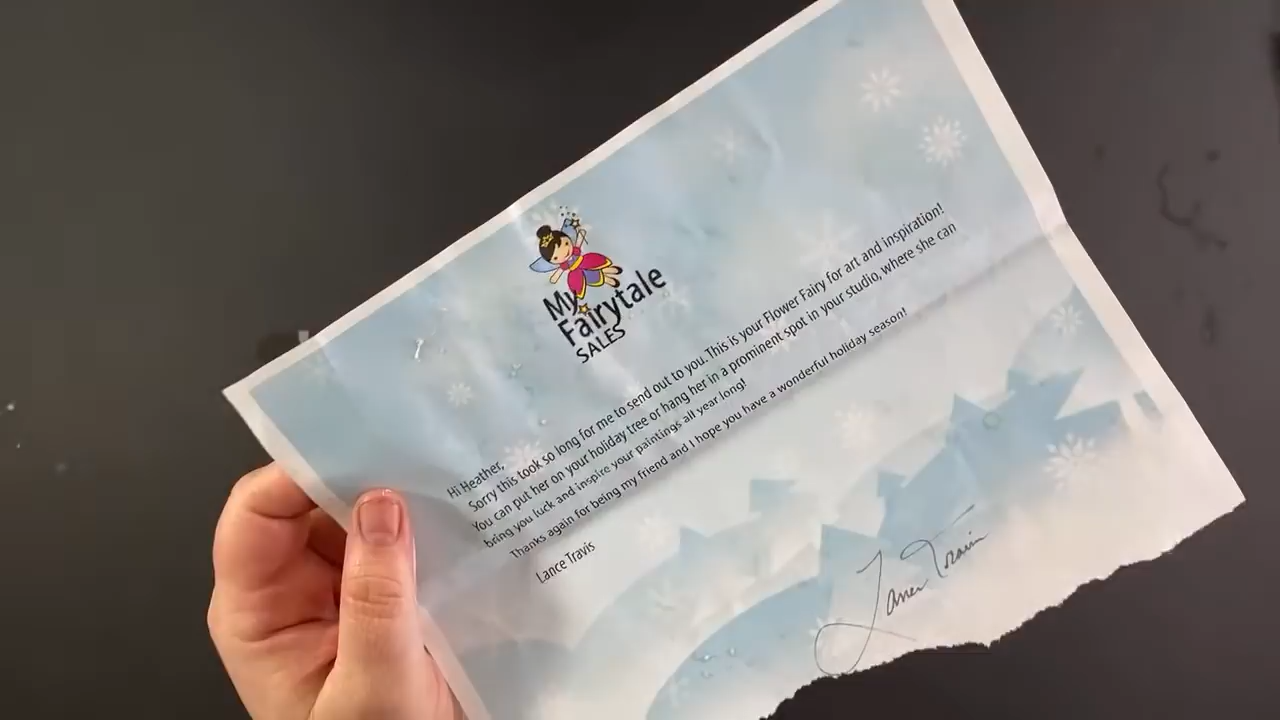 My
Fairytale
SALES
Hi Heather,
Sorry this took so long for me to send out to you. This is your Flower Fairy for art and inspiration!
You can put her on your holiday tree or hang her in a prominent spot in your studio, where she can
bring you luck and inspire your paintings all year long!
Thanks again for being my friend and I hope you have a wonderful holiday season!
Lance Travis
Lance Travis